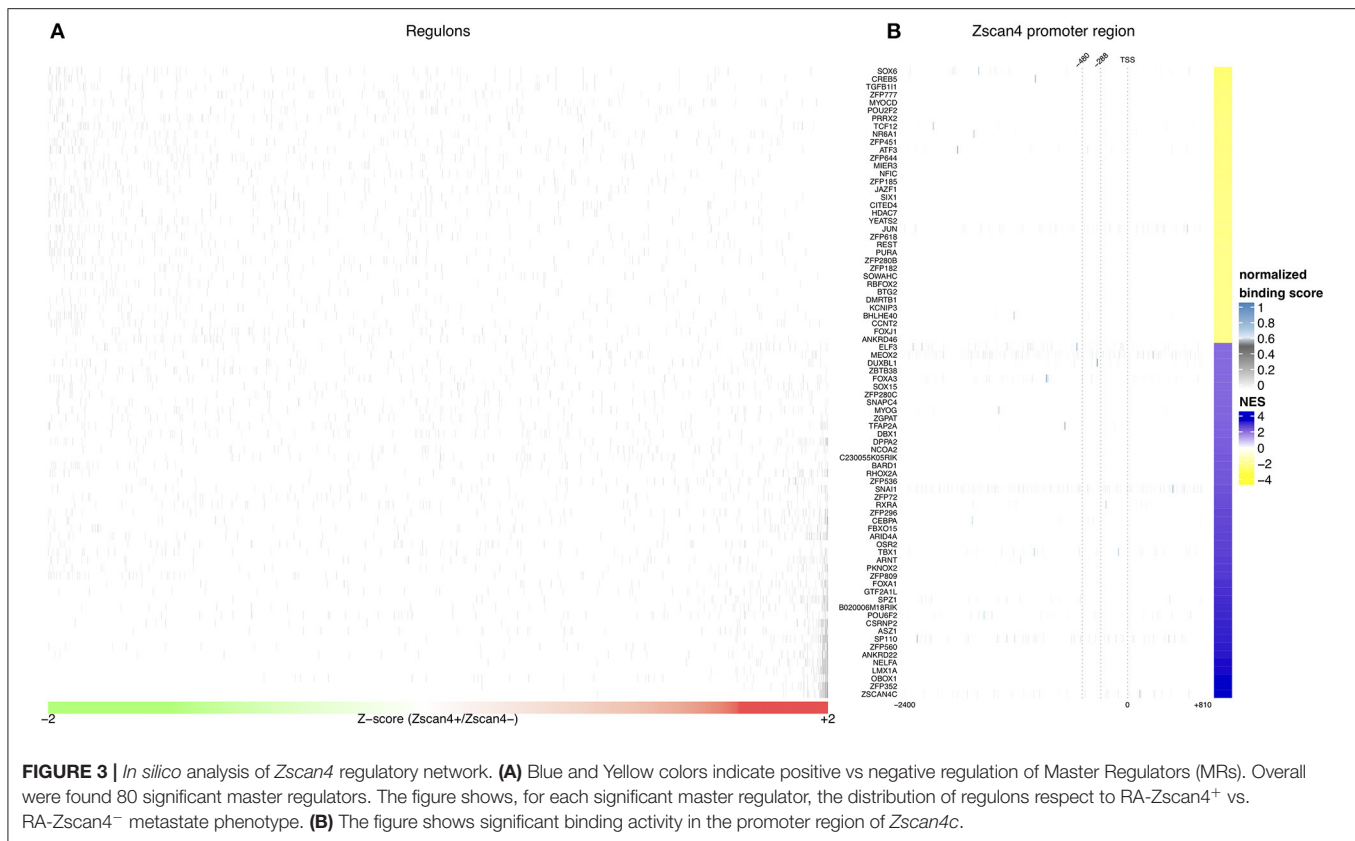 A
Regulons
B
Zscan4 promoter region
-480
-288
TSS
SOX6
CREB5
TGFB1I1
ZFP777
MYOCD
POU2F2
PRRX2
TCF12
NR6A1
ZFP451
ATF3
ZFP644
MIER3
NFIC
ZFP185
JAZF1
SIX1
CITED4
HDAC7
YEATS2
JUN
ZFP618
REST
PURA
ZFP280B
ZFP182
SOWAHC
RBFOX2
BTG2
DMRTB1
KCNIP3
BHLHE40
CCNT2
FOXJ1
ANKRD46
ELF3
MEOX2
DUXBL1
ZBTB38
FOXA3
SOX15
ZFP280C
SNAPC4
MYOG
ZGPAT
TFAP2A
DBX1
DPPA2
NCOA2
C230055K05RIK
BARD1
RHOX2A
ZFP536
SNAI1
ZFP72
RXRA
ZFP296
CEBPA
FBXO15
ARID4A
OSR2
TBX1
ARNT
PKNOX2
ZFP809
FOXA1
GTF2A1L
SPZ1
B020006M18RIK
POU6F2
CSRNP2
ASZ1
SP110
ZFP560
ANKRD22
NELFA
LMX1A
OBOX1
ZFP352
ZSCAN4C
normalized
binding score
1
0.8
0.6
0.4
0.2
0
NES
4
2
0
−2
−4
−2
Z−score (Zscan4+/Zscan4−)
+2
−2400
0
+810
FIGURE 3 | In silico analysis of Zscan4 regulatory network. (A) Blue and Yellow colors indicate positive vs negative regulation of Master Regulators (MRs). Overall
were found 80 significant master regulators. The figure shows, for each significant master regulator, the distribution of regulons respect to RA-Zscan4⁺ vs.
RA-Zscan4⁻ metastate phenotype. (B) The figure shows significant binding activity in the promoter region of Zscan4c.